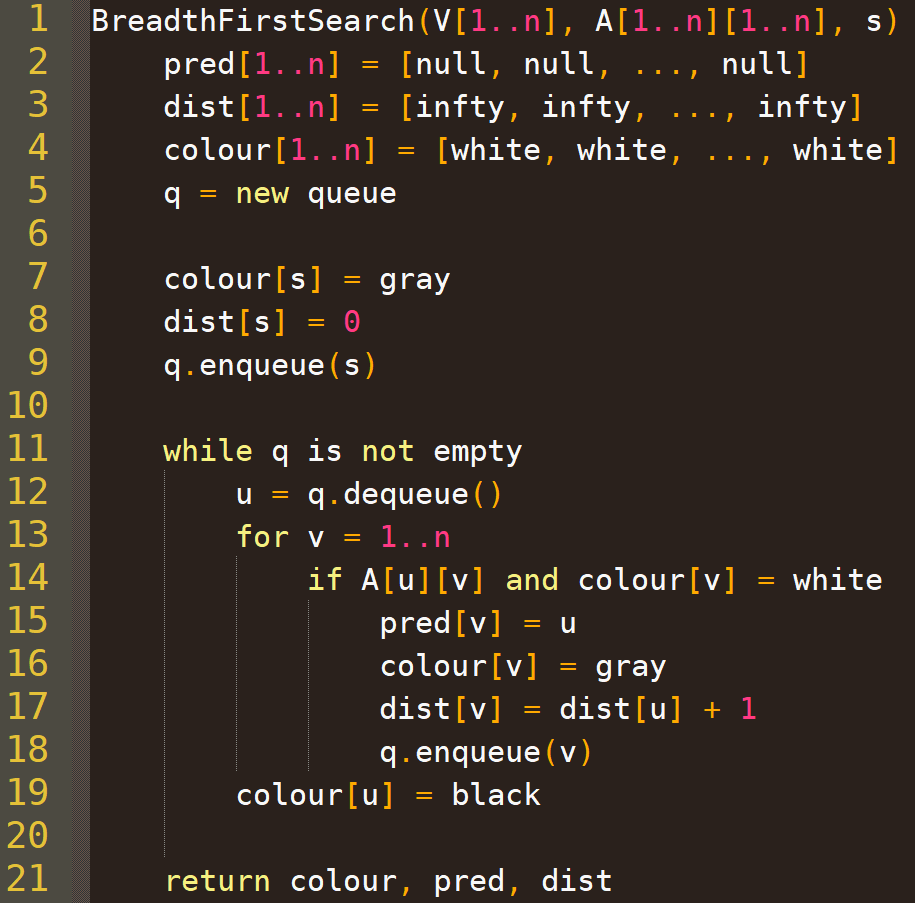 1 BreadthFirstSearch(V[1..n], A[1..n][1..n], s)
2 pred[1..n] = [null, null, ..., null]
3 dist[1..n] = [infty, infty, ..., infty]
4 colour[1..n] = [white, white, ..., white]
5 q = new queue
6
7 colour[s] = gray
8 dist[s] = 0
9 q.enqueue(s)
10
11 while q is not empty
12 u = q.dequeue()
13 for v = 1..n
14 if A[u][v] and colour[v] = white
15 pred[v] = u
16 colour[v] = gray
17 dist[v] = dist[u] + 1
18 q.enqueue(v)
19 colour[u] = black
20
21 return colour, pred, dist